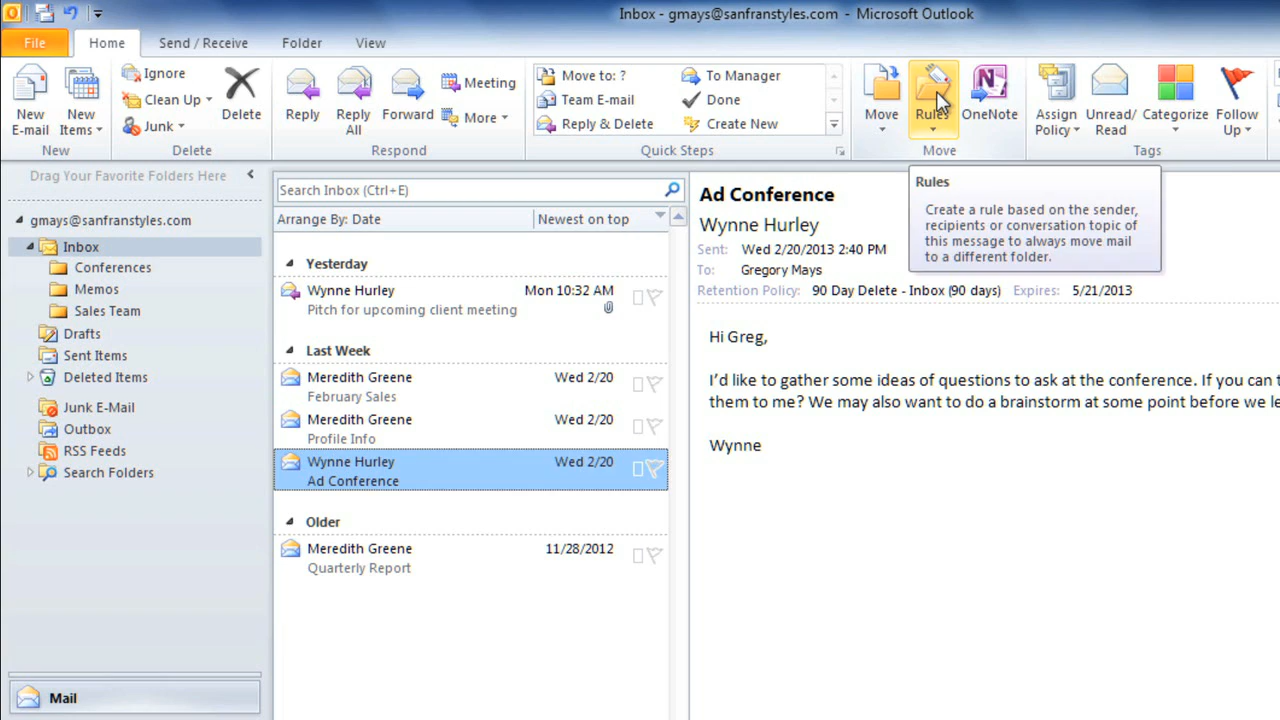 Inbox - gmays@sanfranstyles.com - Microsoft Outlook
File Home Send / Receive Folder View
New E-mail
New Items
New
Ignore
Clean Up
Junk
Delete
Delete
Reply
Reply All
Forward
Meeting
More
Respond
Move to: ?
Team E-mail
Reply & Delete
To Manager
Done
Create New
Quick Steps
Move
Rules
OneNote
Move
Assign Policy
Unread/ Read
Categorize
Follow Up
Tags
Rules
Create a rule based on the sender,
recipients or conversation topic of
this message to always move mail
to a different folder.
Drag Your Favorite Folders Here
gmays@sanfranstyles.com
Inbox
Conferences
Memos
Sales Team
Drafts
Sent Items
Deleted Items
Junk E-Mail
Outbox
RSS Feeds
Search Folders
Mail
Search Inbox (Ctrl+E)
Arrange By: Date Newest on top
Yesterday
Wynne Hurley Mon 10:32 AM
Pitch for upcoming client meeting
Last Week
Meredith Greene Wed 2/20
February Sales
Meredith Greene Wed 2/20
Profile Info
Wynne Hurley Wed 2/20
Ad Conference
Older
Meredith Greene 11/28/2012
Quarterly Report
Ad Conference
Wynne Hurley
Sent: Wed 2/20/2013 2:40 PM
To: Gregory Mays
Retention Policy: 90 Day Delete - Inbox (90 days) Expires: 5/21/2013
Hi Greg,
I'd like to gather some ideas of questions to ask at the conference. If you can t
them to me? We may also want to do a brainstorm at some point before we le
Wynne